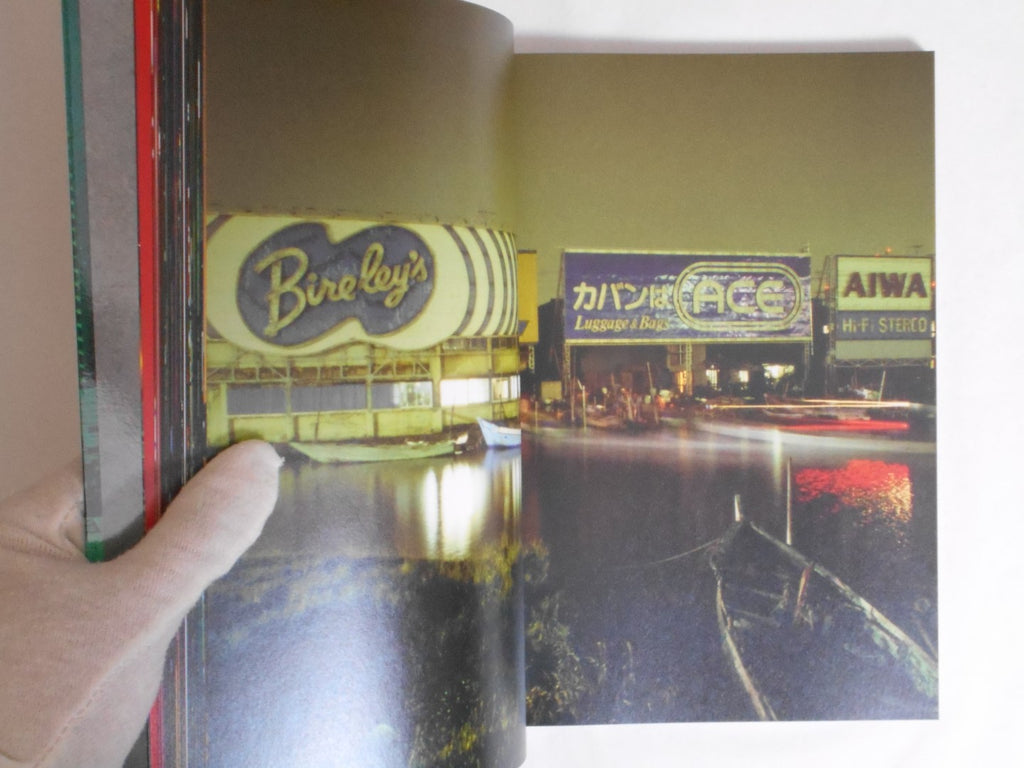 Bireley's
カバンは ACE
Luggage & Bags
AIWA
Hi-Fi STEREO